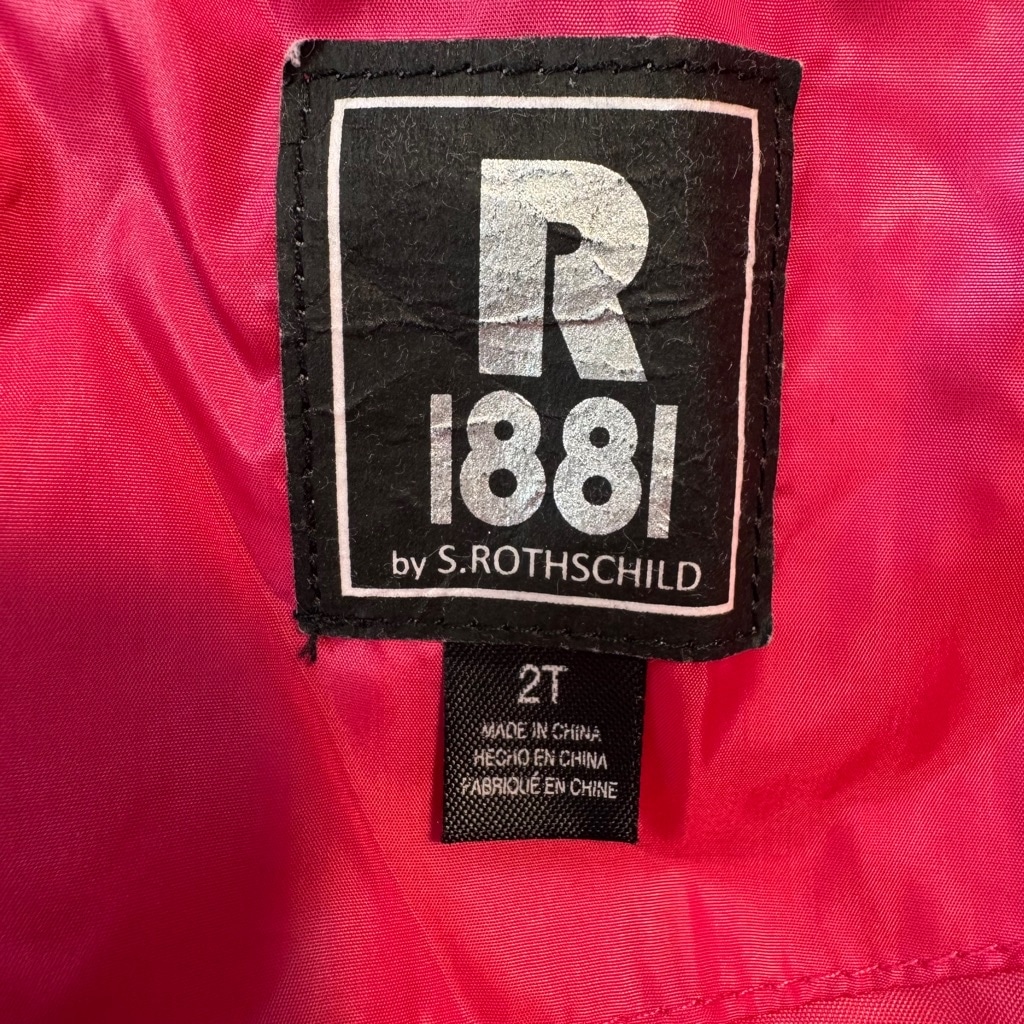 R
1881
by S.ROTHSCHILD
2T
MADE IN CHINA
HECHO EN CHINA
FABRIQUÉ EN CHINE